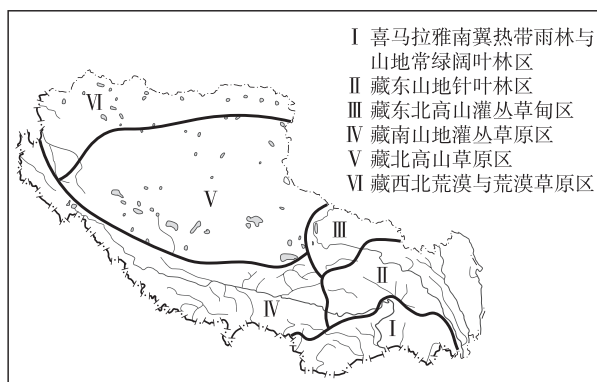 Ⅰ 喜马拉雅南翼热带雨林与
山地常绿阔叶林区
Ⅱ 藏东山地针叶林区
Ⅲ 藏东北高山灌丛草甸区
Ⅳ 藏南山地灌丛草原区
Ⅴ 藏北高山草原区
Ⅵ 藏西北荒漠与荒漠草原区
Ⅵ
Ⅴ
Ⅲ
Ⅱ
Ⅳ
Ⅰ